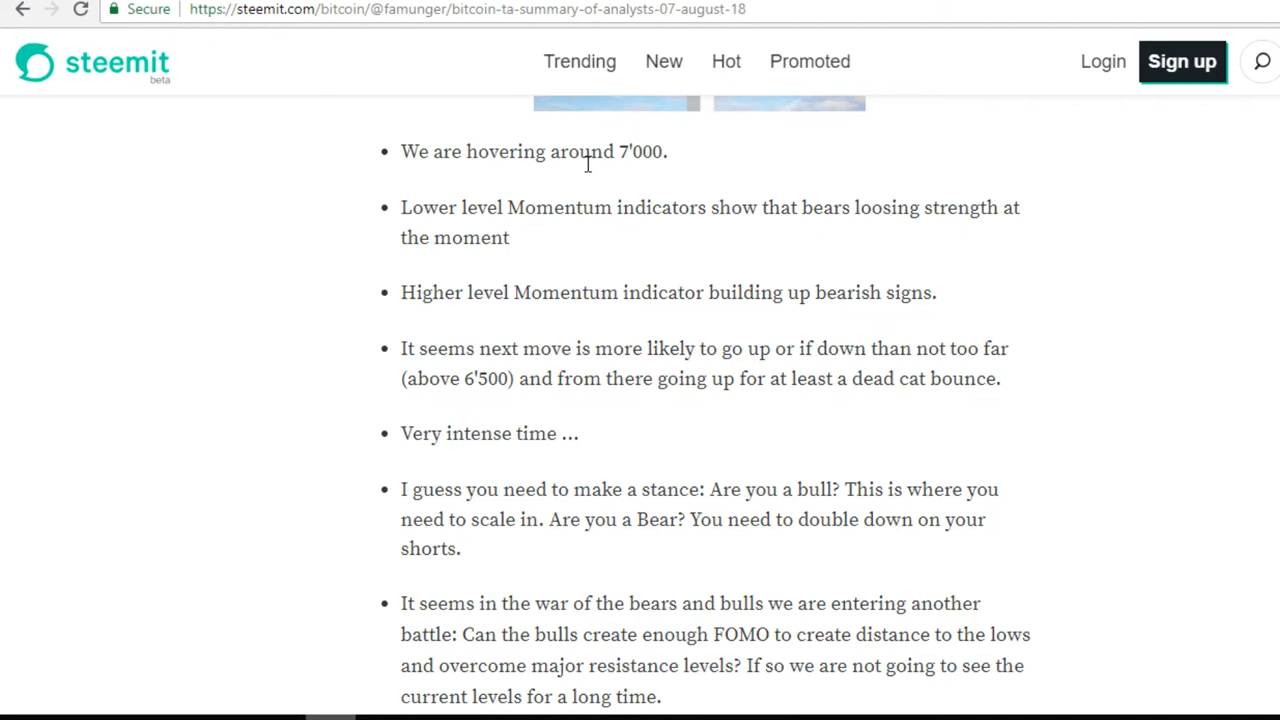 Secure https://steemit.com/bitcoin/@famunger/bitcoin-ta-summary-of-analysts-07-august-18
steemit beta Trending New Hot Promoted Login Sign up
• We are hovering around 7'000.
• Lower level Momentum indicators show that bears loosing strength at
the moment
• Higher level Momentum indicator building up bearish signs.
• It seems next move is more likely to go up or if down than not too far
(above 6'500) and from there going up for at least a dead cat bounce.
• Very intense time ...
• I guess you need to make a stance: Are you a bull? This is where you
need to scale in. Are you a Bear? You need to double down on your
shorts.
• It seems in the war of the bears and bulls we are entering another
battle: Can the bulls create enough FOMO to create distance to the lows
and overcome major resistance levels? If so we are not going to see the
current levels for a long time.